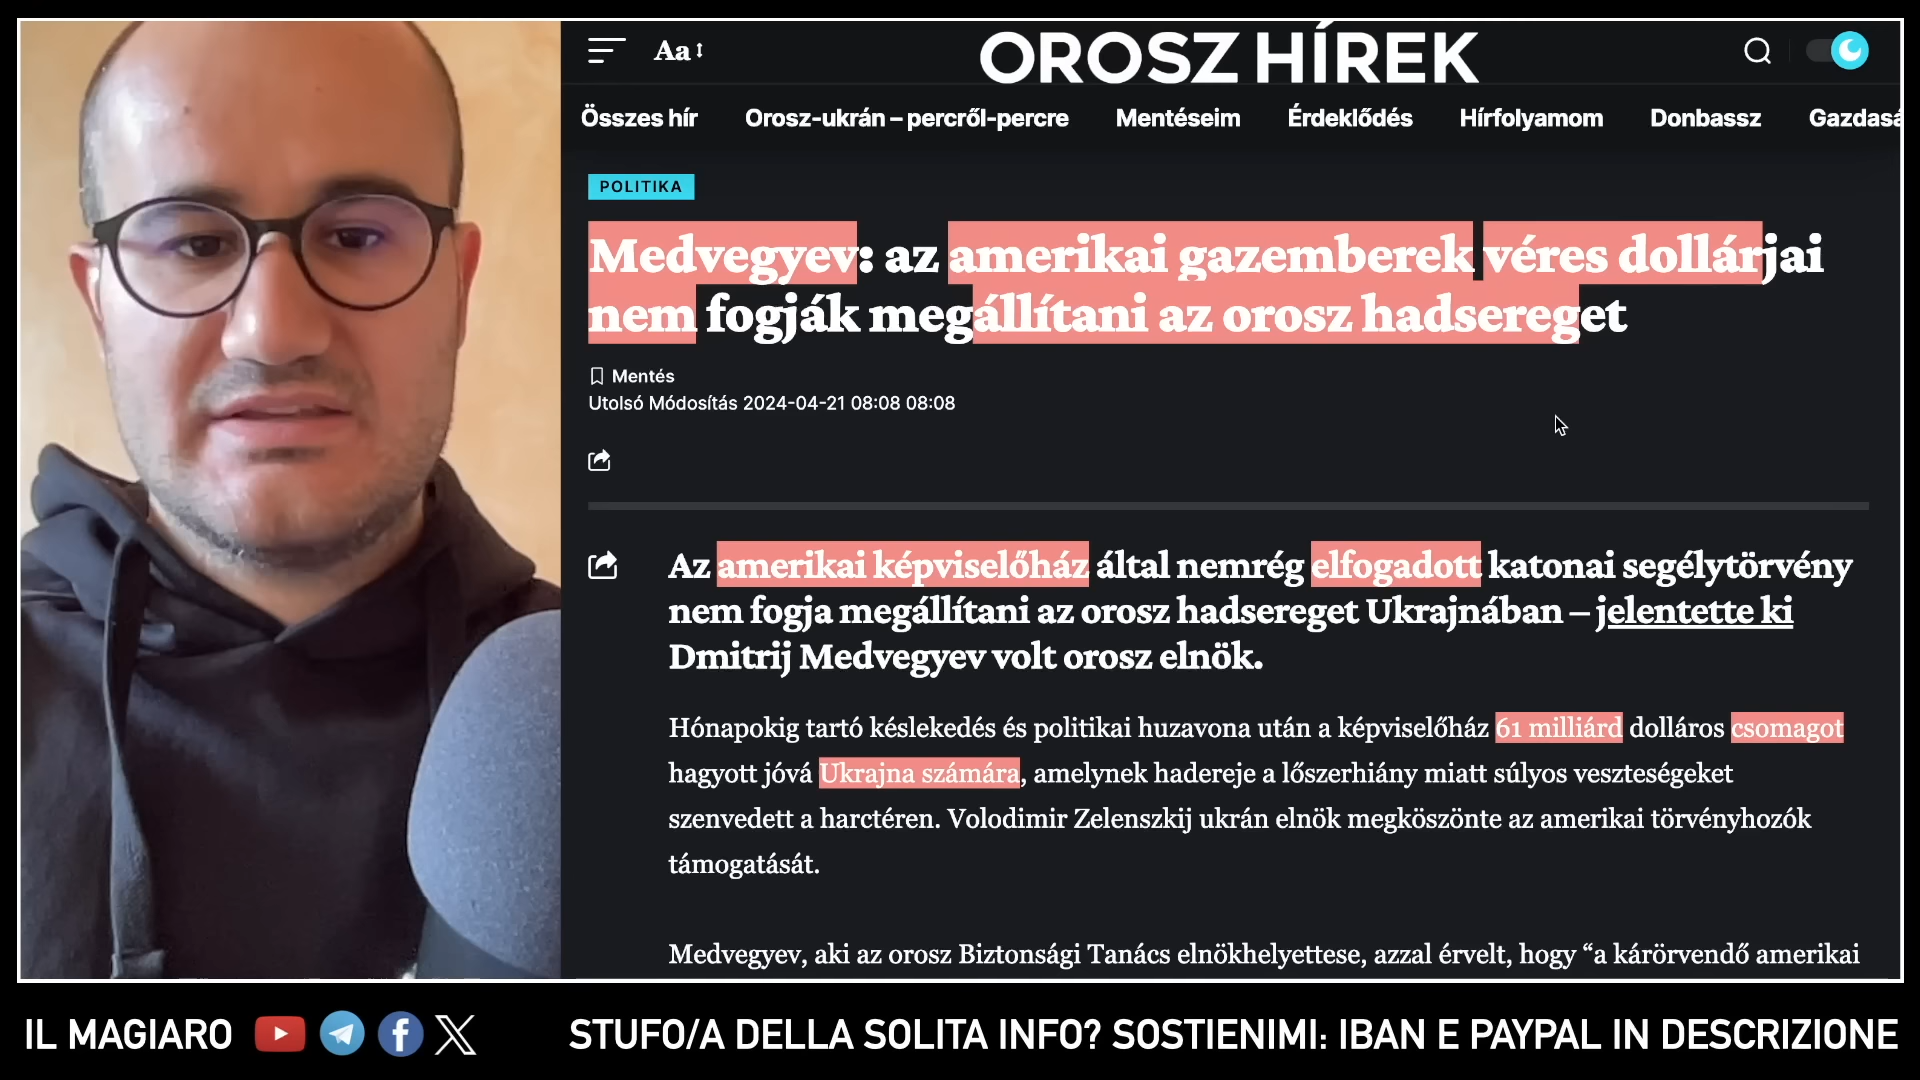 Aa
OROSZ HÍREK
Összes hír Orosz-ukrán – percről-percre Mentéseim Érdeklődés Hírfolyamom Donbassz Gazdasá
POLITIKA
Medvegyev: az amerikai gazemberek véres dollárjai
nem fogják megállítani az orosz hadsereget
Mentés
Utolsó Módosítás 2024-04-21 08:08 08:08
Az amerikai képviselőház által nemrég elfogadott katonai segélytörvény
nem fogja megállítani az orosz hadsereget Ukrajnában – jelentette ki
Dmitrij Medvegyev volt orosz elnök.
Hónapokig tartó késlekedés és politikai huzavona után a képviselőház 61 milliárd dolláros csomagot
hagyott jóvá Ukrajna számára, amelynek hadereje a lőszerhiány miatt súlyos veszteségeket
szenvedett a harctéren. Volodimir Zelenszkij ukrán elnök megköszönte az amerikai törvényhozók
támogatását.
Medvegyev, aki az orosz Biztonsági Tanács elnökhelyettese, azzal érvelt, hogy “a kárörvendő amerikai
IL MAGIARO
STUFO/A DELLA SOLITA INFO? SOSTIENIMI: IBAN E PAYPAL IN DESCRIZIONE